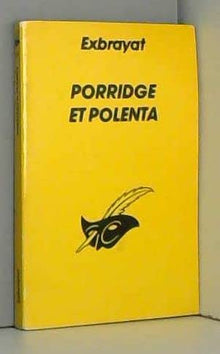 Exbrayat
PORRIDGE
ET POLENTA